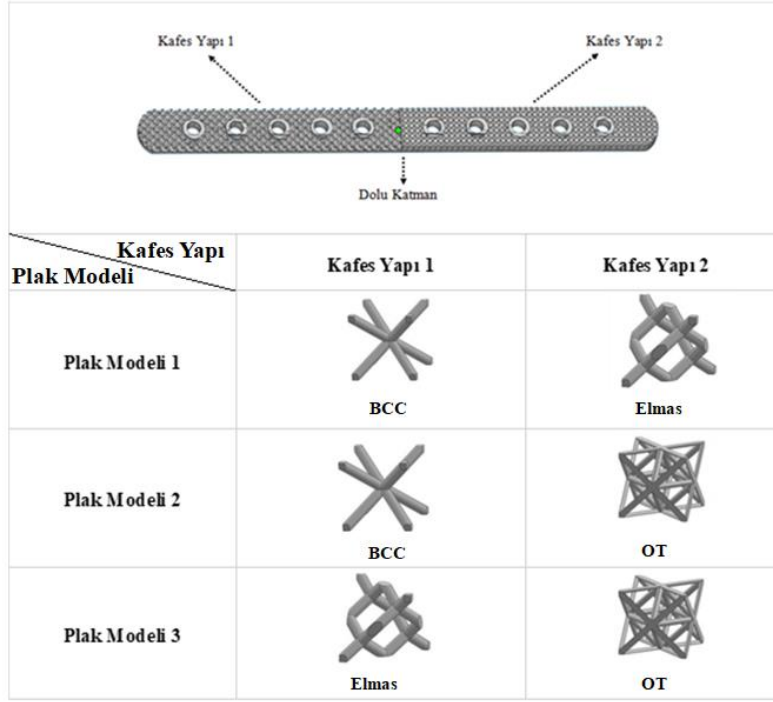 Kafes Yapı 1
Kafes Yapı 2
Dolu Katman
Kafes Yapı
Plak Modeli
Kafes Yapı 1
Kafes Yapı 2
Plak Modeli 1
BCC
Elmas
Plak Modeli 2
BCC
OT
Plak Modeli 3
Elmas
OT